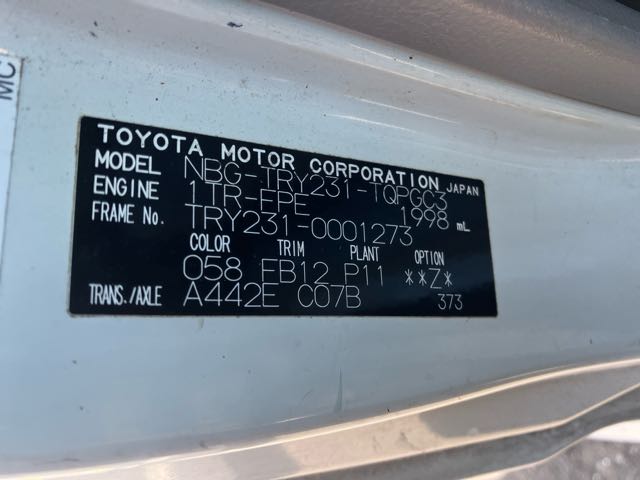 MC
TOYOTA MOTOR CORPORATION JAPAN
MODEL NBG-TRY231-TQPGC3
ENGINE 1TR-FPE 1998 mL
FRAME No. TRY231-0001273
COLOR TRIM PLANT OPTION
058 FB12 P11 **Z*
TRANS./AXLE A442E C07B 373